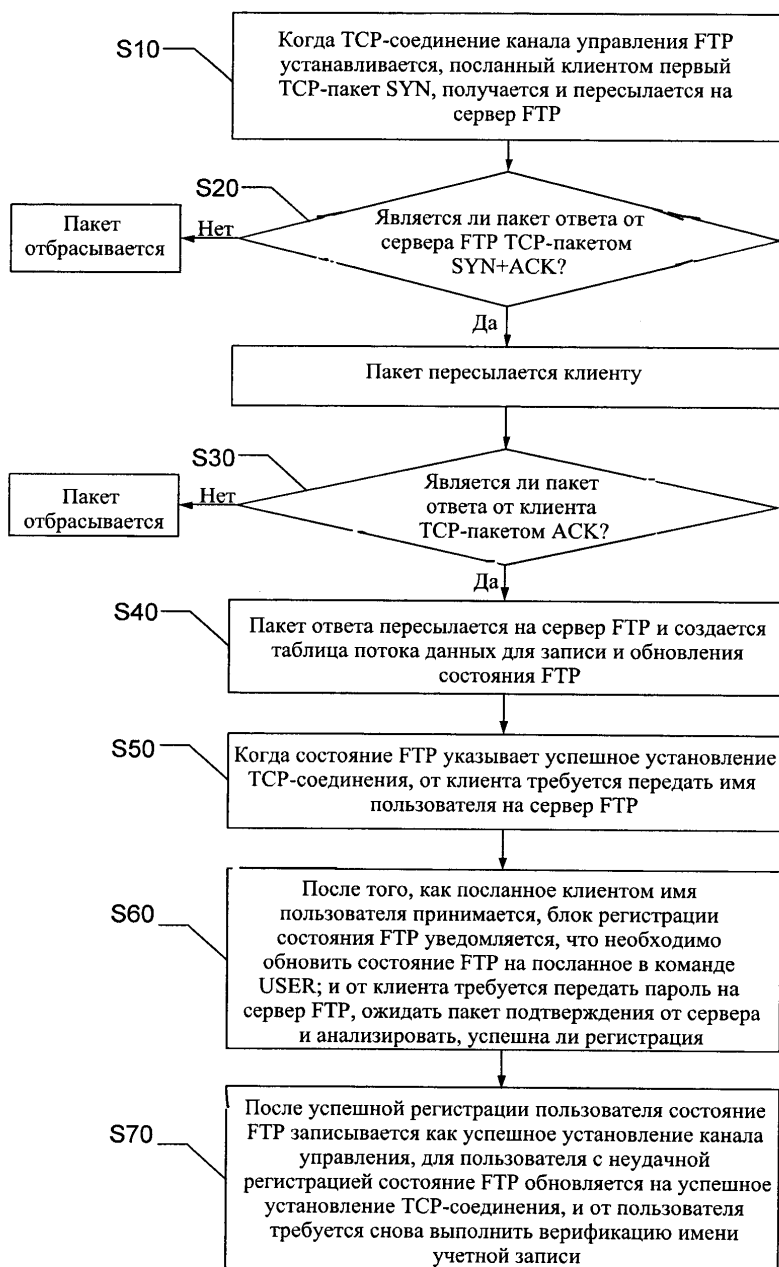 S10
Когда TCP-соединение канала управления FTP
устанавливается, посланный клиентом первый
TCP-пакет SYN, получается и пересылается на
сервер FTP
S20
Является ли пакет ответа от
сервера FTP TCP-пакетом
SYN+ACK?
Нет
Пакет
отбрасывается
Да
Пакет пересылается клиенту
S30
Является ли пакет
ответа от клиента
TCP-пакетом ACK?
Нет
Пакет
отбрасывается
Да
S40
Пакет ответа пересылается на сервер FTP и создается
таблица потока данных для записи и обновления
состояния FTP
S50
Когда состояние FTP указывает успешное установление
TCP-соединения, от клиента требуется передать имя
пользователя на сервер FTP
S60
После того, как посланное клиентом имя
пользователя принимается, блок регистрации
состояния FTP уведомляется, что необходимо
обновить состояние FTP на посланное в команде
USER; и от клиента требуется передать пароль на
сервер FTP, ожидать пакет подтверждения от сервера
и анализировать, успешна ли регистрация
S70
После успешной регистрации пользователя состояние
FTP записывается как успешное установление канала
управления, для пользователя с неудачной
регистрацией состояние FTP обновляется на успешное
установление TCP-соединения, и от пользователя
требуется снова выполнить верификацию имени
учетной записи